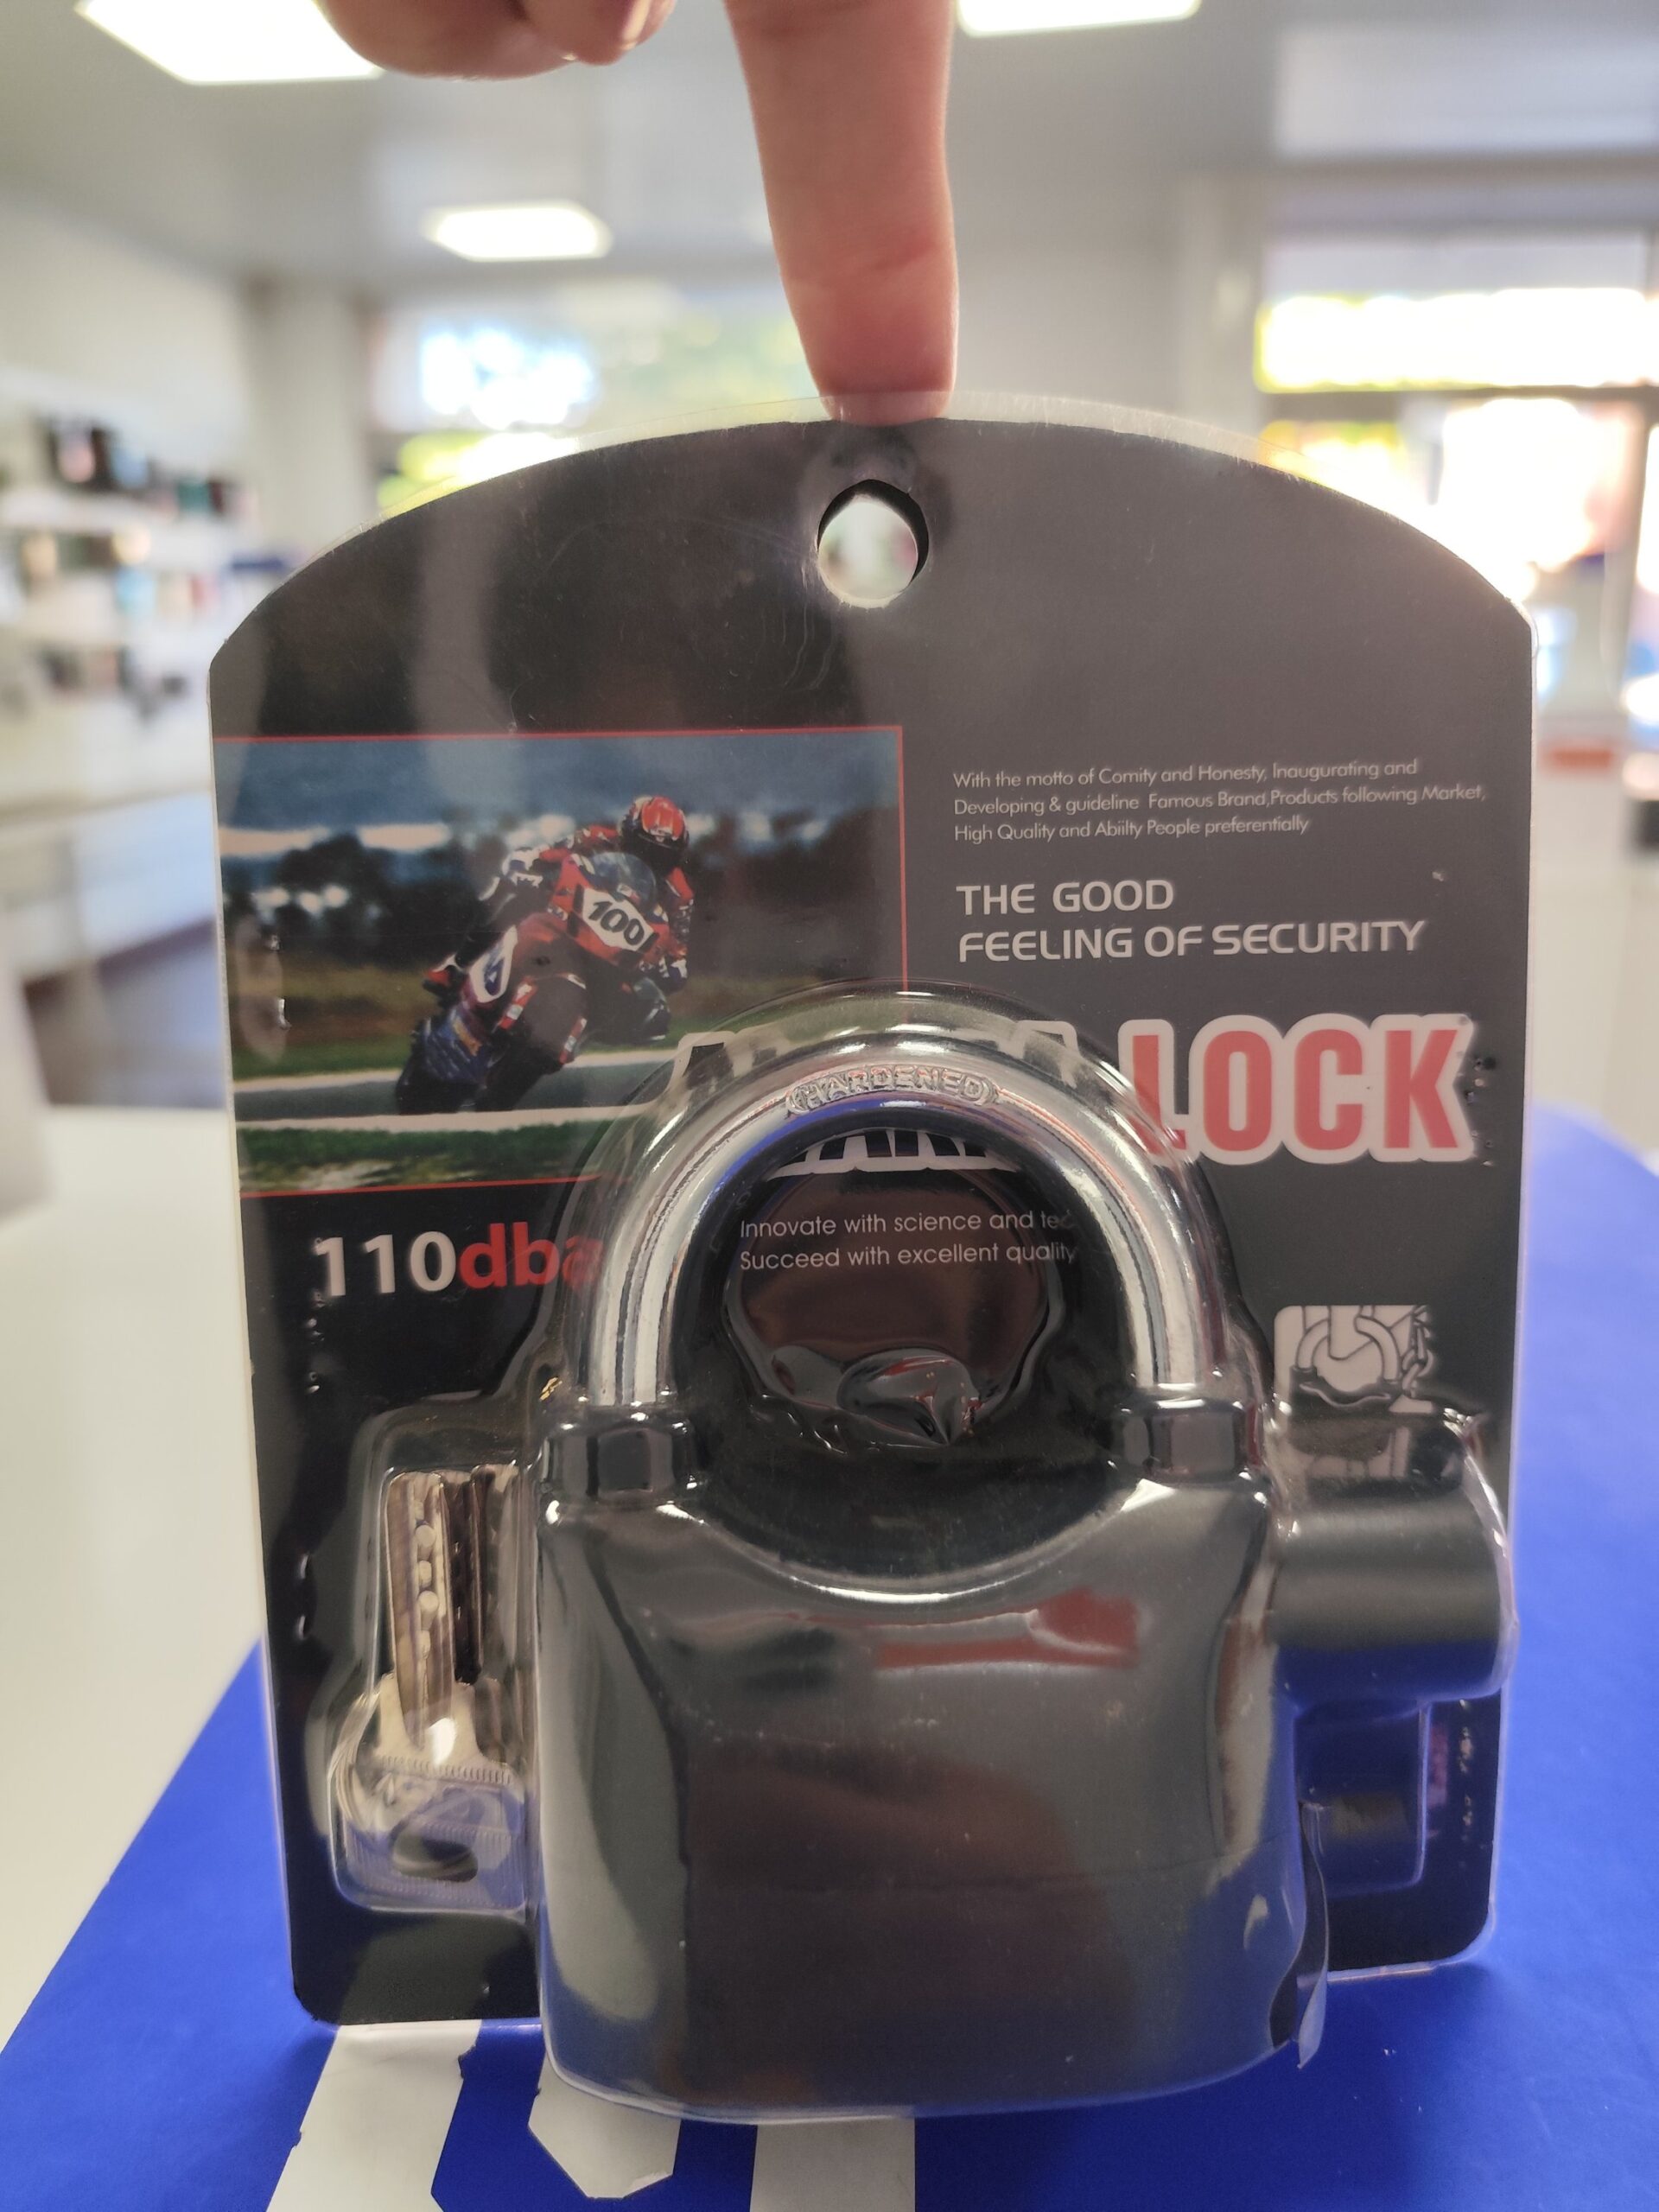 With the motto of Comity and Honesty, Inaugurating and
Developing & guideline Famous Brand,Products following Market,
High Quality and Abiilty People preferentially
THE GOOD
FEELING OF SECURITY
100
LOCK
HARDENED
110dba
Innovate with science and
Succeed with excellent quality